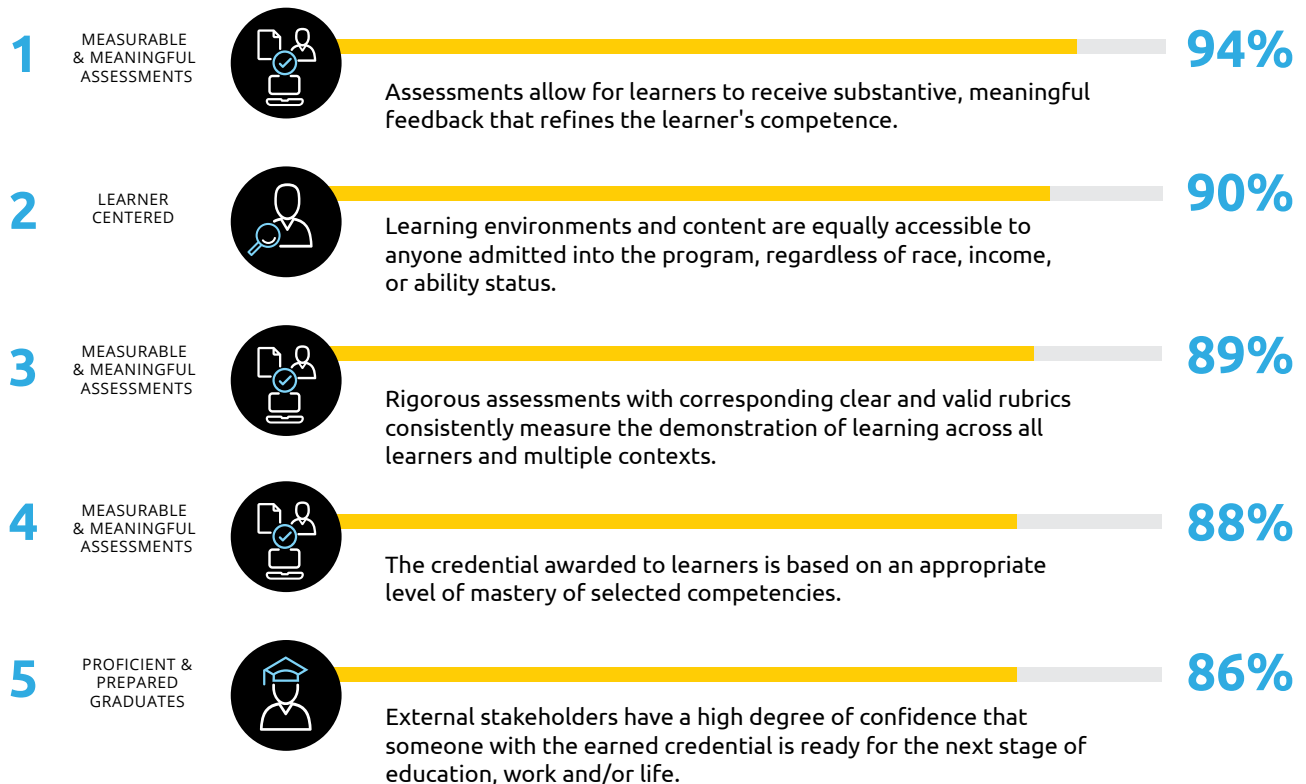 1
MEASURABLE
& MEANINGFUL
ASSESSMENTS
94%
Assessments allow for learners to receive substantive, meaningful
feedback that refines the learner's competence.
2
LEARNER
CENTERED
90%
Learning environments and content are equally accessible to
anyone admitted into the program, regardless of race, income,
or ability status.
3
MEASURABLE
& MEANINGFUL
ASSESSMENTS
89%
Rigorous assessments with corresponding clear and valid rubrics
consistently measure the demonstration of learning across all
learners and multiple contexts.
4
MEASURABLE
& MEANINGFUL
ASSESSMENTS
88%
The credential awarded to learners is based on an appropriate
level of mastery of selected competencies.
5
PROFICIENT &
PREPARED
GRADUATES
86%
External stakeholders have a high degree of confidence that
someone with the earned credential is ready for the next stage of
education, work and/or life.